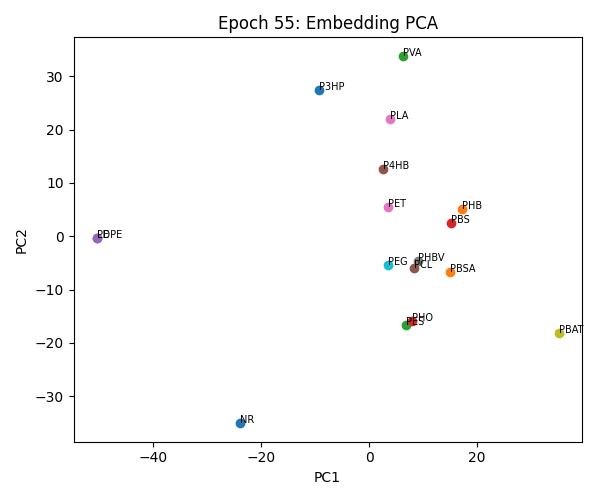 Epoch 55: Embedding PCA
PC2
30
20
10
0
−10
−20
−30
PVA
P3HP
PLA
P4HB
PET
PHB
PBS
LDPE
PEG
PHBV
PCL
PBSA
PHO
PES
PBAT
NR
−40
−20
0
20
PC1